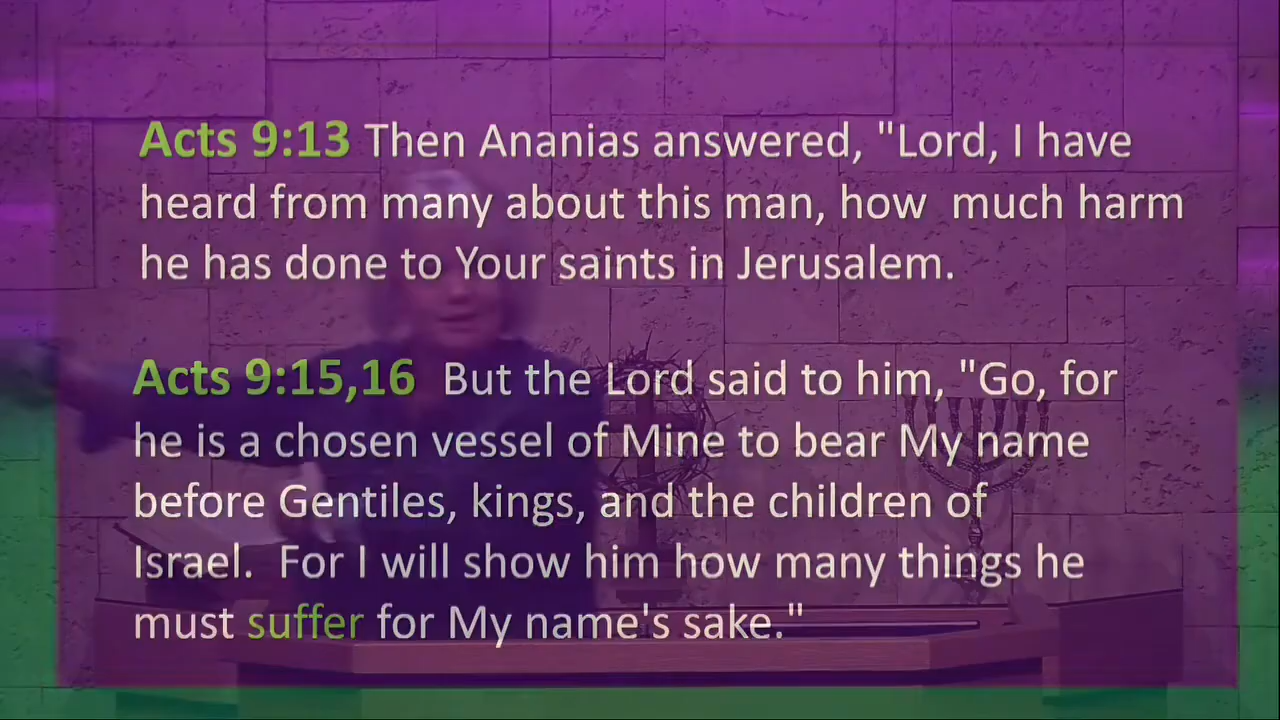 Acts 9:13 Then Ananias answered, "Lord, I have
heard from many about this man, how  much harm
he has done to Your saints in Jerusalem.
Acts 9:15,16  But the Lord said to him, "Go, for
he is a chosen vessel of Mine to bear My name
before Gentiles, kings, and the children of
Israel.  For I will show him how many things he
must suffer for My name's sake."